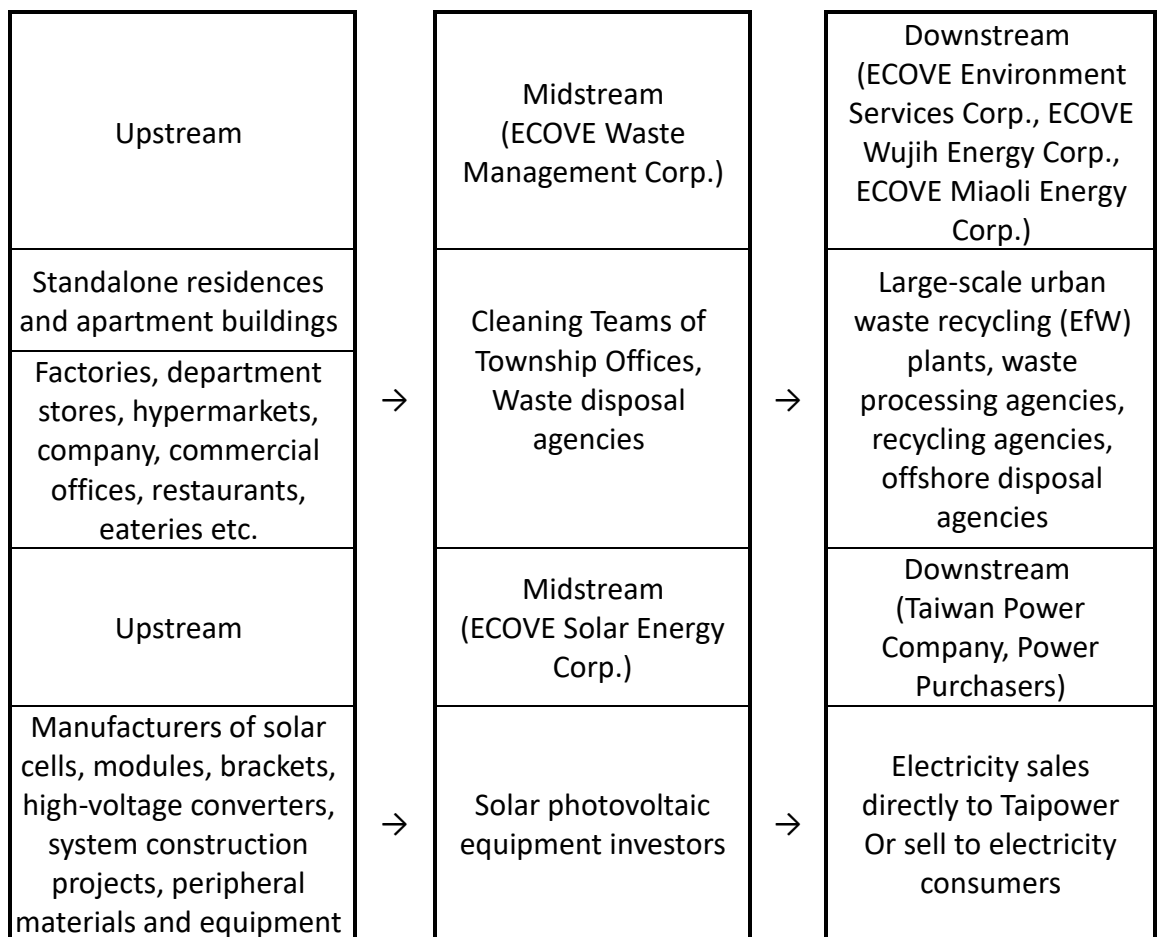 Upstream
Midstream
(ECOVE Waste
Management Corp.)
Downstream
(ECOVE Environment
Services Corp., ECOVE
Wujih Energy Corp.,
ECOVE Miaoli Energy
Corp.)
Standalone residences
and apartment buildings
Factories, department
stores, hypermarkets,
company, commercial
offices, restaurants,
eateries etc.
→
Cleaning Teams of
Township Offices,
Waste disposal
agencies
→
Large-scale urban
waste recycling (EfW)
plants, waste
processing agencies,
recycling agencies,
offshore disposal
agencies
Upstream
Midstream
(ECOVE Solar Energy
Corp.)
Downstream
(Taiwan Power
Company, Power
Purchasers)
Manufacturers of solar
cells, modules, brackets,
high-voltage converters,
system construction
projects, peripheral
materials and equipment
→
Solar photovoltaic
equipment investors
→
Electricity sales
directly to Taipower
Or sell to electricity
consumers